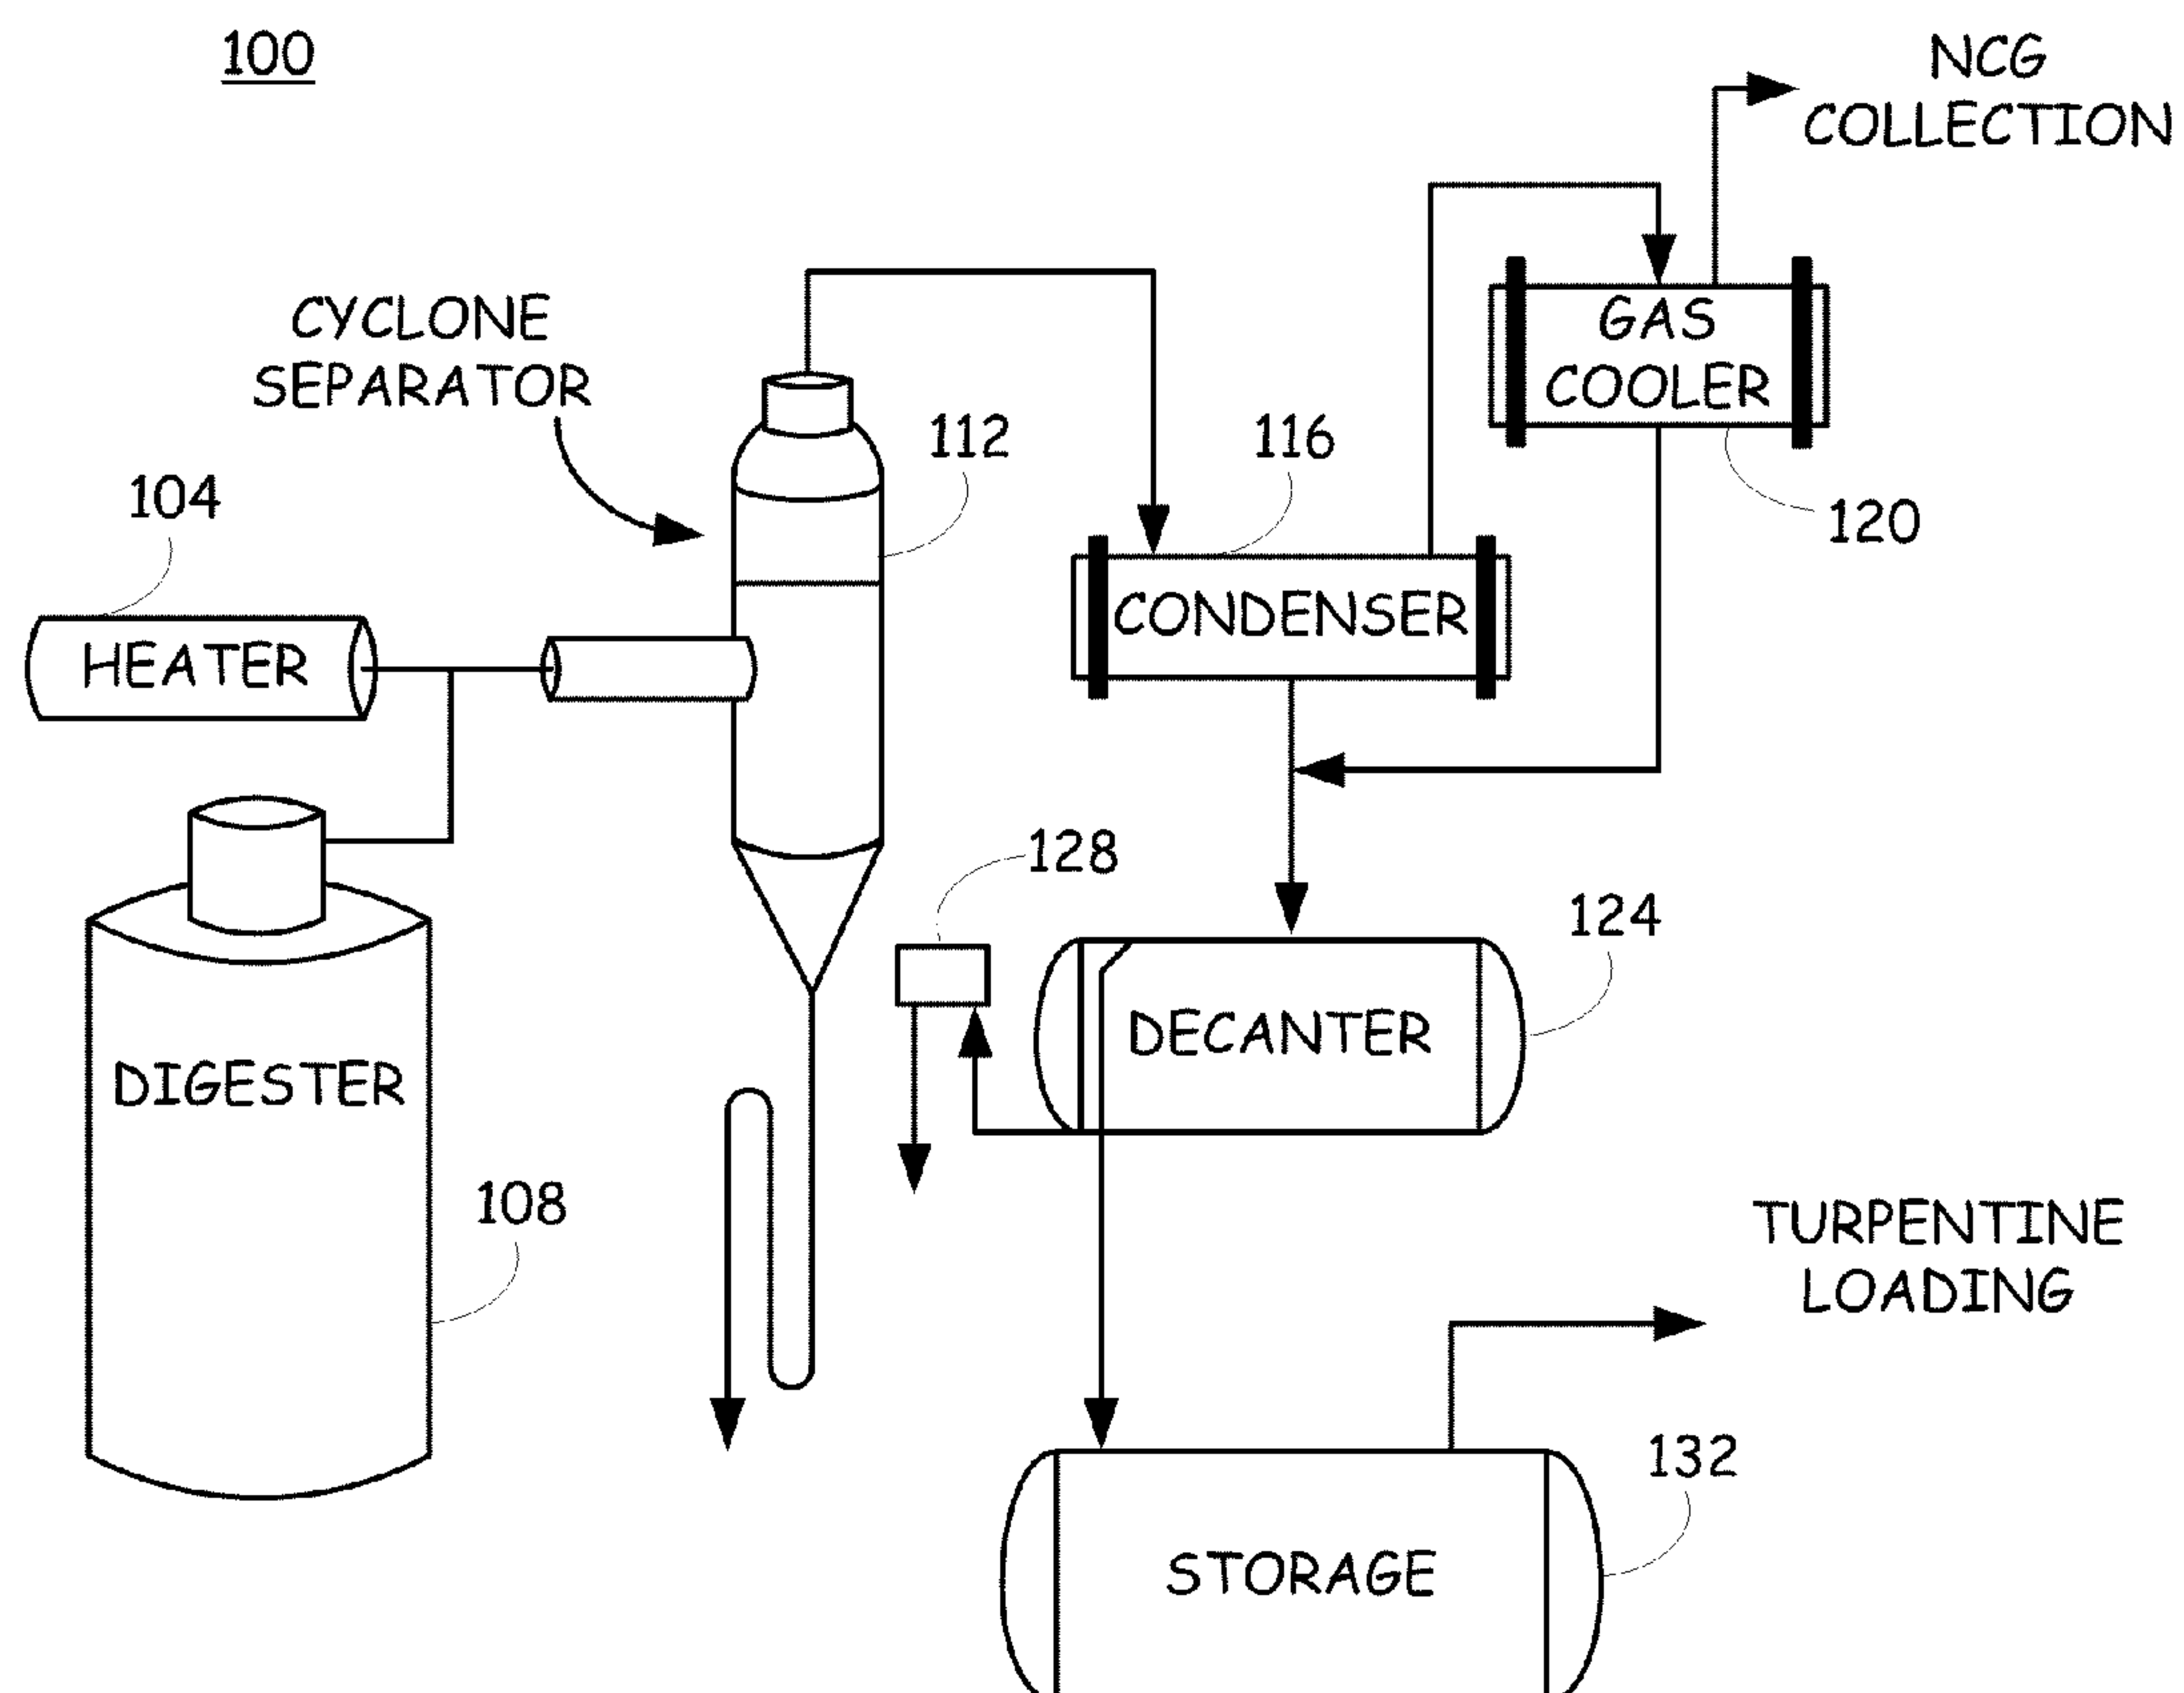 100
NCG
COLLECTION
CYCLONE
SEPARATOR
GAS
COOLER
112
116
104
120
HEATER
CONDENSER
128
124
DECANTER
DIGESTER
108
TURPENTINE
LOADING
132
STORAGE